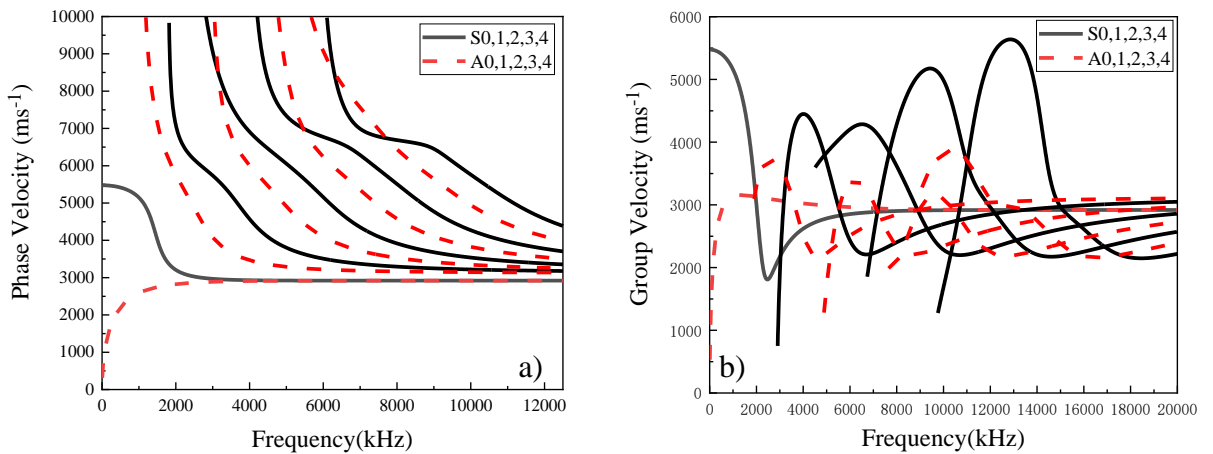 10000
9000
8000
7000
6000
5000
4000
3000
2000
1000
0
Phase Velocity (ms-1)
S0,1,2,3,4
A0,1,2,3,4
a)
0 2000 4000 6000 8000 10000 12000
Frequency(kHz)
6000
5000
4000
3000
2000
1000
0
Group Velocity (ms-1)
S0,1,2,3,4
A0,1,2,3,4
b)
0 2000 4000 6000 8000 10000 12000 14000 16000 18000 20000
Frequency(kHz)